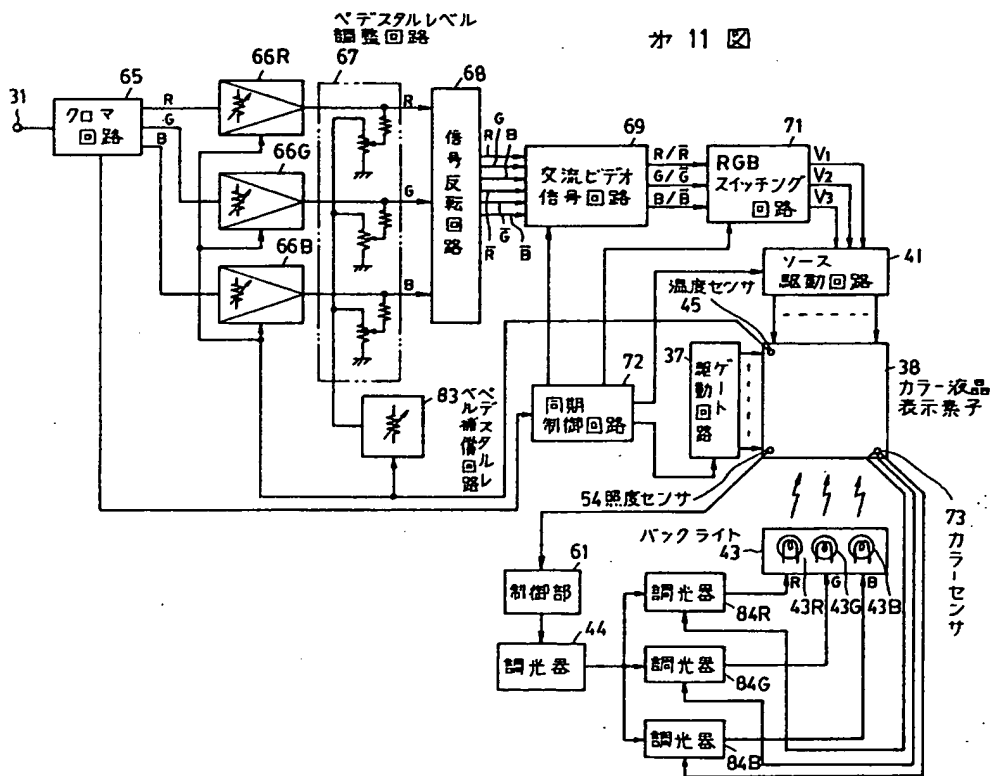 ペデスタルレベル
調整回路
オ 11 図
67
66R
65
68
31
クロマ
回路
R
G
B
R
66G
信号反転回路
G
R
B
69
R/R̅
71
V1
交流ビデオ
信号回路
G/G̅
RGB
スイッチング
回路
V2
B/B̅
V3
G
R̅
G̅
B̅
66B
B
温度センサ
45
ソース
駆動回路
41
37
ゲート駆動回路
38
カラー液晶
表示素子
72
同期
制御回路
83
ペデスタルレベル補償回路
54照度センサ
73
カラーセンサ
バックライト
43
R
G
B
43R
43G
43B
61
制御部
44
調光器
調光器
84R
調光器
84G
調光器
84B